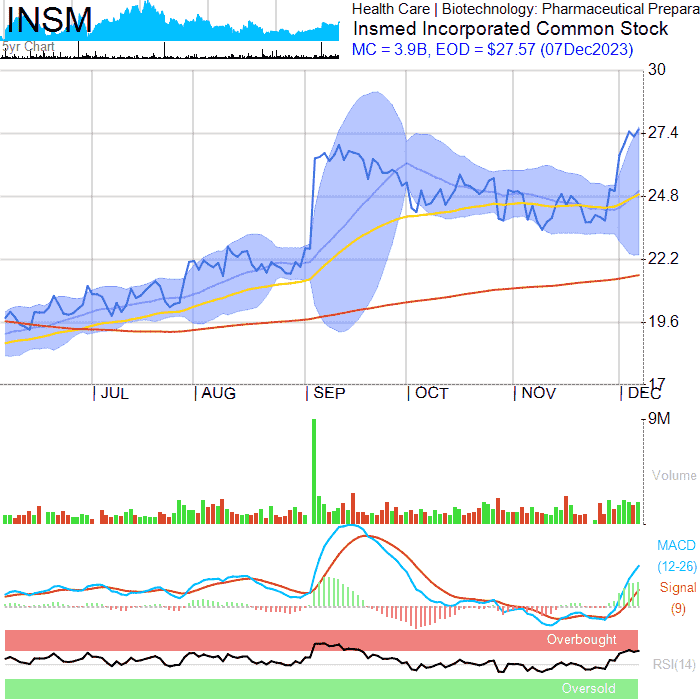 INSM
Health Care | Biotechnology: Pharmaceutical Prepara
Insmed Incorporated Common Stock
MC = 3.9B, EOD = $27.57 (07Dec2023)
5yr Chart
30
27.4
24.8
22.2
19.6
17
JUL AUG SEP OCT NOV DEC
9M
Volume
MACD
(12-26)
Signal
(9)
Overbought
RSI(14)
Oversold